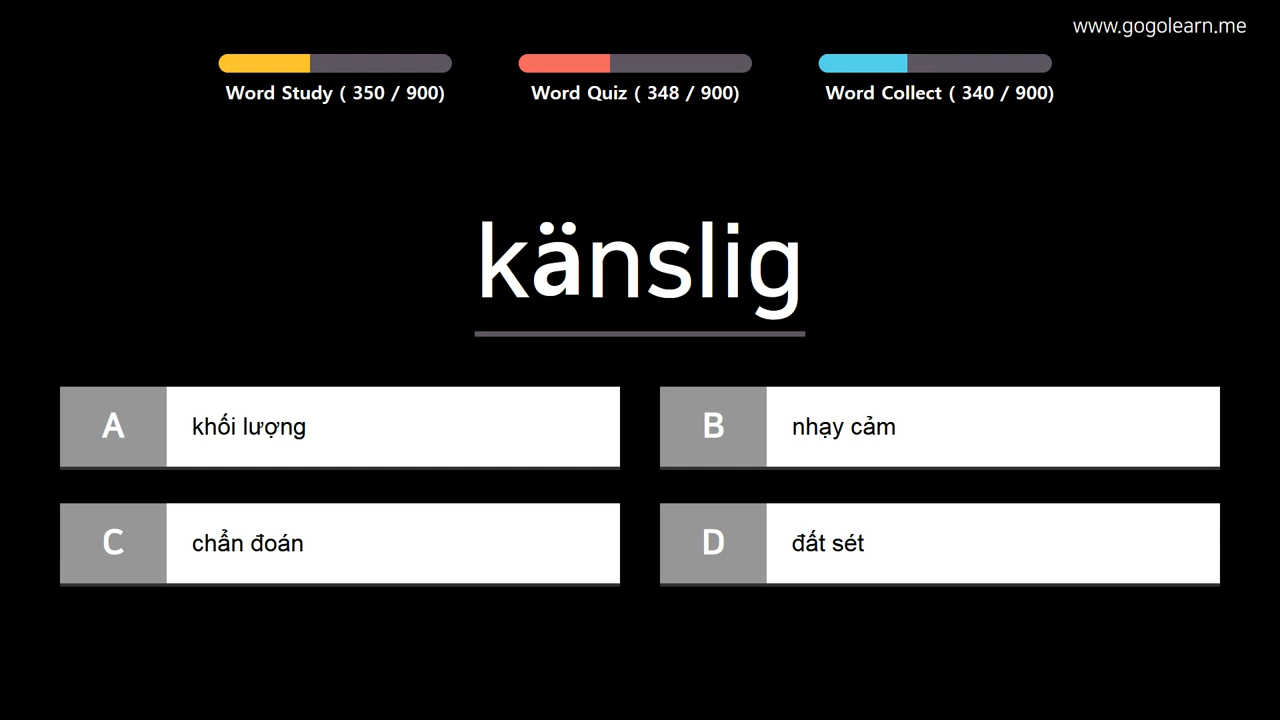 www.gogolearn.me
Word Study ( 350 / 900)
Word Quiz ( 348 / 900)
Word Collect ( 340 / 900)
känslig
A khối lượng
B nhạy cảm
C chẩn đoán
D đất sét